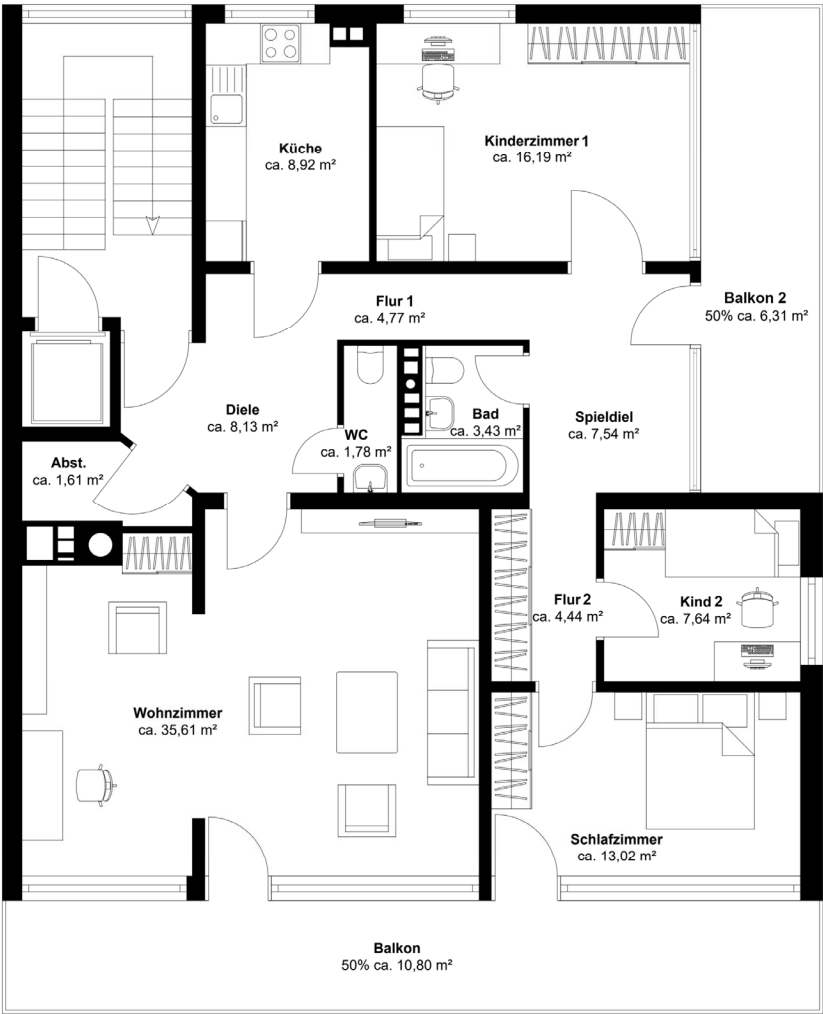 Küche
ca. 8,92 m²
Kinderzimmer 1
ca. 16,19 m²
Flur 1
ca. 4,77 m²
Balkon 2
50% ca. 6,31 m²
Diele
ca. 8,13 m²
WC
ca. 1,78 m²
Bad
ca. 3,43 m²
Spieldiel
ca. 7,54 m²
Abst.
ca. 1,61 m²
Flur 2
ca. 4,44 m²
Kind 2
ca. 7,64 m²
Wohnzimmer
ca. 35,61 m²
Schlafzimmer
ca. 13,02 m²
Balkon
50% ca. 10,80 m²